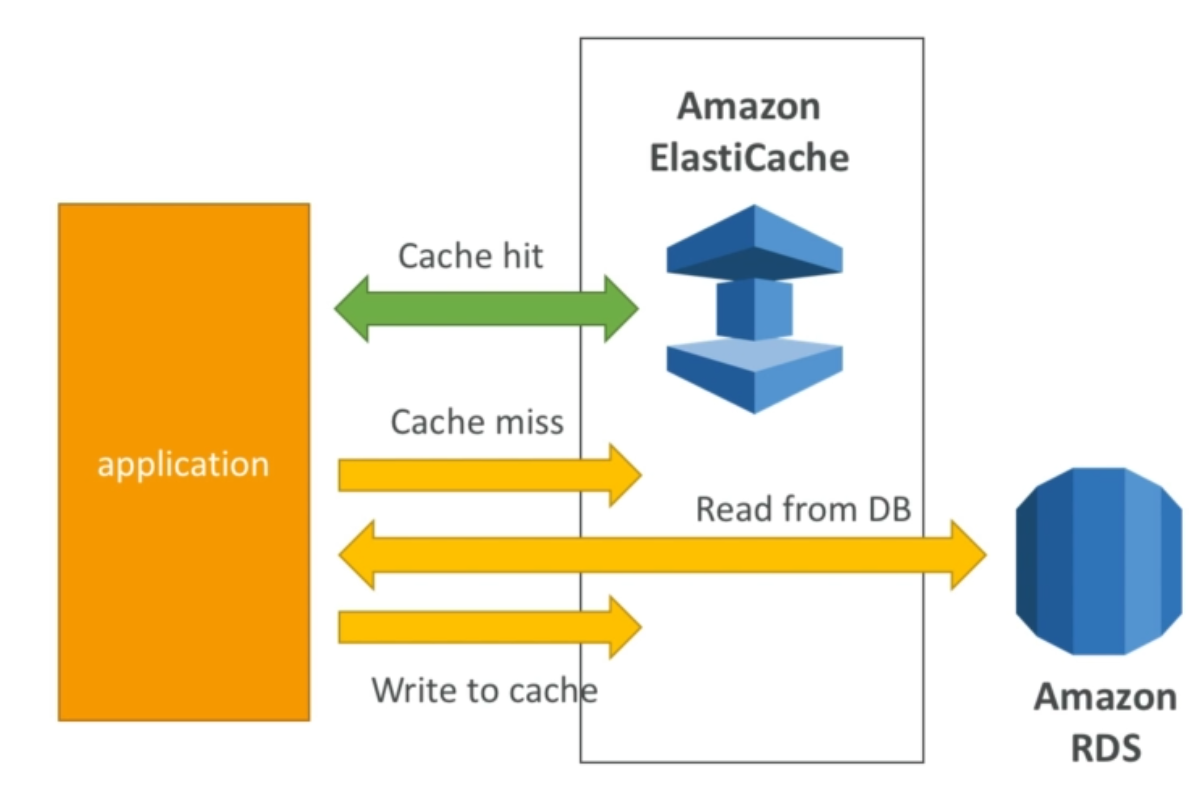 Amazon
ElastiCache
Cache hit
Cache miss
application
Read from DB
Write to cache
Amazon
RDS